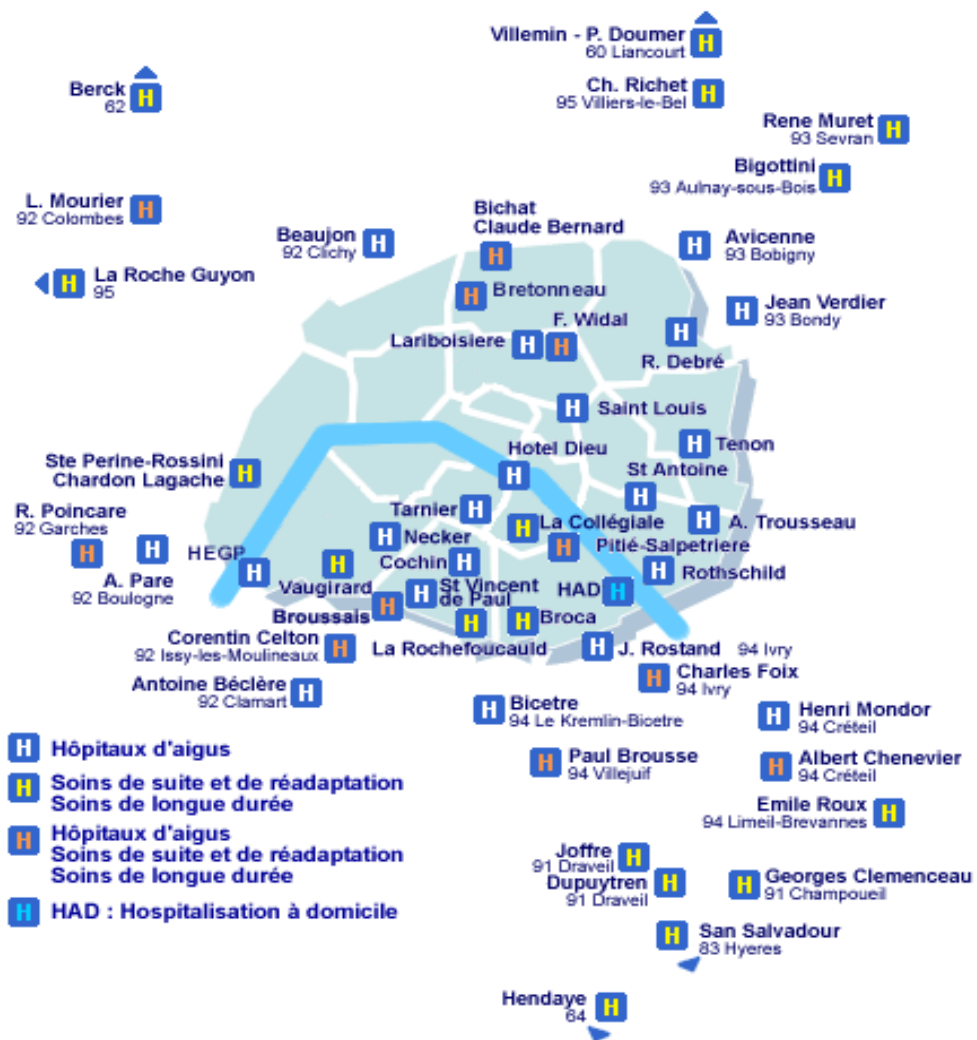 Villemin - P. Doumer
60 Liancourt
H
Berck
62
H
Ch. Richet
95 Villiers-le-Bel
H
Rene Muret
93 Sevran
H
Bigottini
93 Aulnay-sous-Bois
H
L. Mourier
92 Colombes
H
Beaujon
92 Clichy
H
Bichat
Claude Bernard
H
Avicenne
93 Bobigny
H
La Roche Guyon
95
H
Bretonneau
H
Jean Verdier
93 Bondy
H
F. Widal
H
Lariboisiere
H
R. Debré
H
Saint Louis
H
Tenon
H
Hotel Dieu
H
St Antoine
H
Ste Perine-Rossini
Chardon Lagache
H
R. Poincare
92 Garches
H
A. Pare
92 Boulogne
H
HEGP
H
Tarnier
H
Necker
H
La Collégiale
H
A. Trousseau
H
Pitié-Salpetriere
H
Cochin
H
Rothschild
H
Vaugirard
H
St Vincent
de Paul
H
HAD
H
Broussais
H
Broca
H
La Rochefoucauld
H
Corentin Celton
92 Issy-les-Moulineaux
H
J. Rostand 94 Ivry
H
Charles Foix
94 Ivry
H
Antoine Béclère
92 Clamart
H
Bicetre
94 Le Kremlin-Bicetre
H
Henri Mondor
94 Créteil
H
Paul Brousse
94 Villejuif
H
Albert Chenevier
94 Créteil
H
Emile Roux
94 Limeil-Brevannes
H
Joffre
91 Draveil
H
Dupuytren
91 Draveil
H
Georges Clemenceau
91 Champoueil
H
San Salvadour
83 Hyeres
H
Hendaye
64
H
H Hôpitaux d'aigus
H Soins de suite et de réadaptation
Soins de longue durée
H Hôpitaux d'aigus
Soins de suite et de réadaptation
Soins de longue durée
H HAD : Hospitalisation à domicile